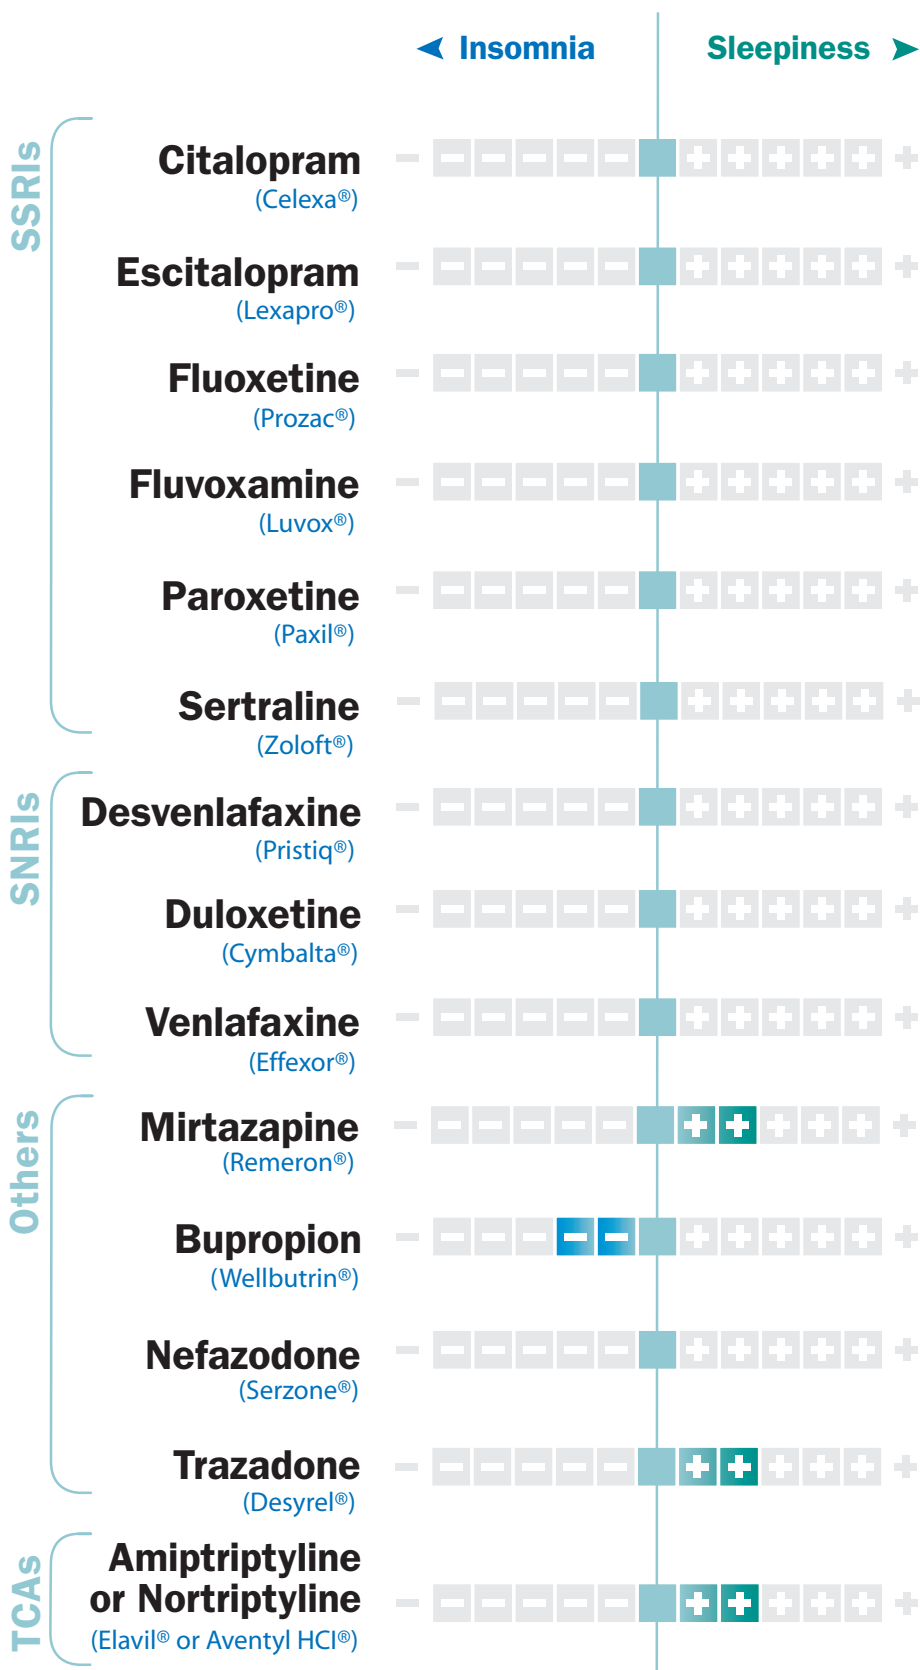 Insomnia Sleepiness
SSRIs
Citalopram
(Celexa®)
Escitalopram
(Lexapro®)
Fluoxetine
(Prozac®)
Fluvoxamine
(Luvox®)
Paroxetine
(Paxil®)
Sertraline
(Zoloft®)
SNRIs
Desvenlafaxine
(Pristiq®)
Duloxetine
(Cymbalta®)
Venlafaxine
(Effexor®)
Others
Mirtazapine
(Remeron®)
Bupropion
(Wellbutrin®)
Nefazodone
(Serzone®)
Trazadone
(Desyrel®)
TCAs
Amiptriptyline
or Nortriptyline
(Elavil® or Aventyl HCI®)